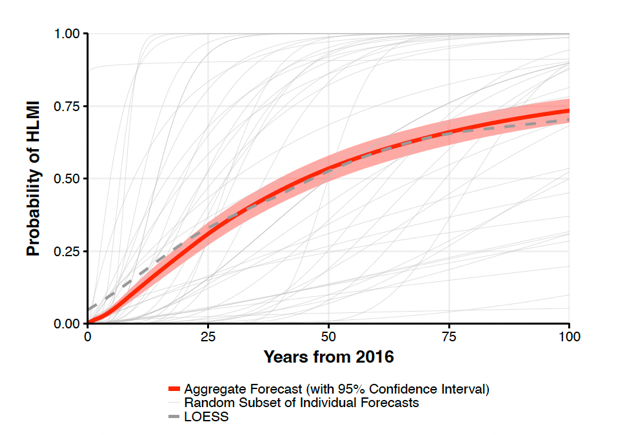 1.00
0.75
0.50
0.25
0.00
Probability of HLMI
0 25 50 75 100
Years from 2016
Aggregate Forecast (with 95% Confidence Interval)
Random Subset of Individual Forecasts
LOESS